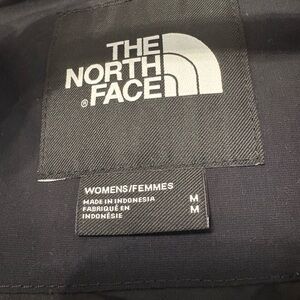 THE
NORTH
FACE
®
WOMENS/FEMMES
MADE IN INDONESIA M
FABRIQUÉ EN M
INDONÉSIE